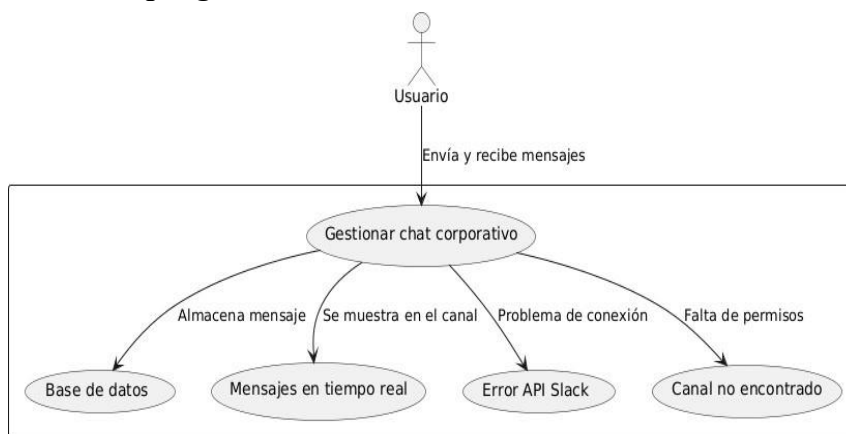 Usuario
Envía y recibe mensajes
Gestionar chat corporativo
Almacena mensaje
Se muestra en el canal
Problema de conexión
Falta de permisos
Base de datos
Mensajes en tiempo real
Error API Slack
Canal no encontrado